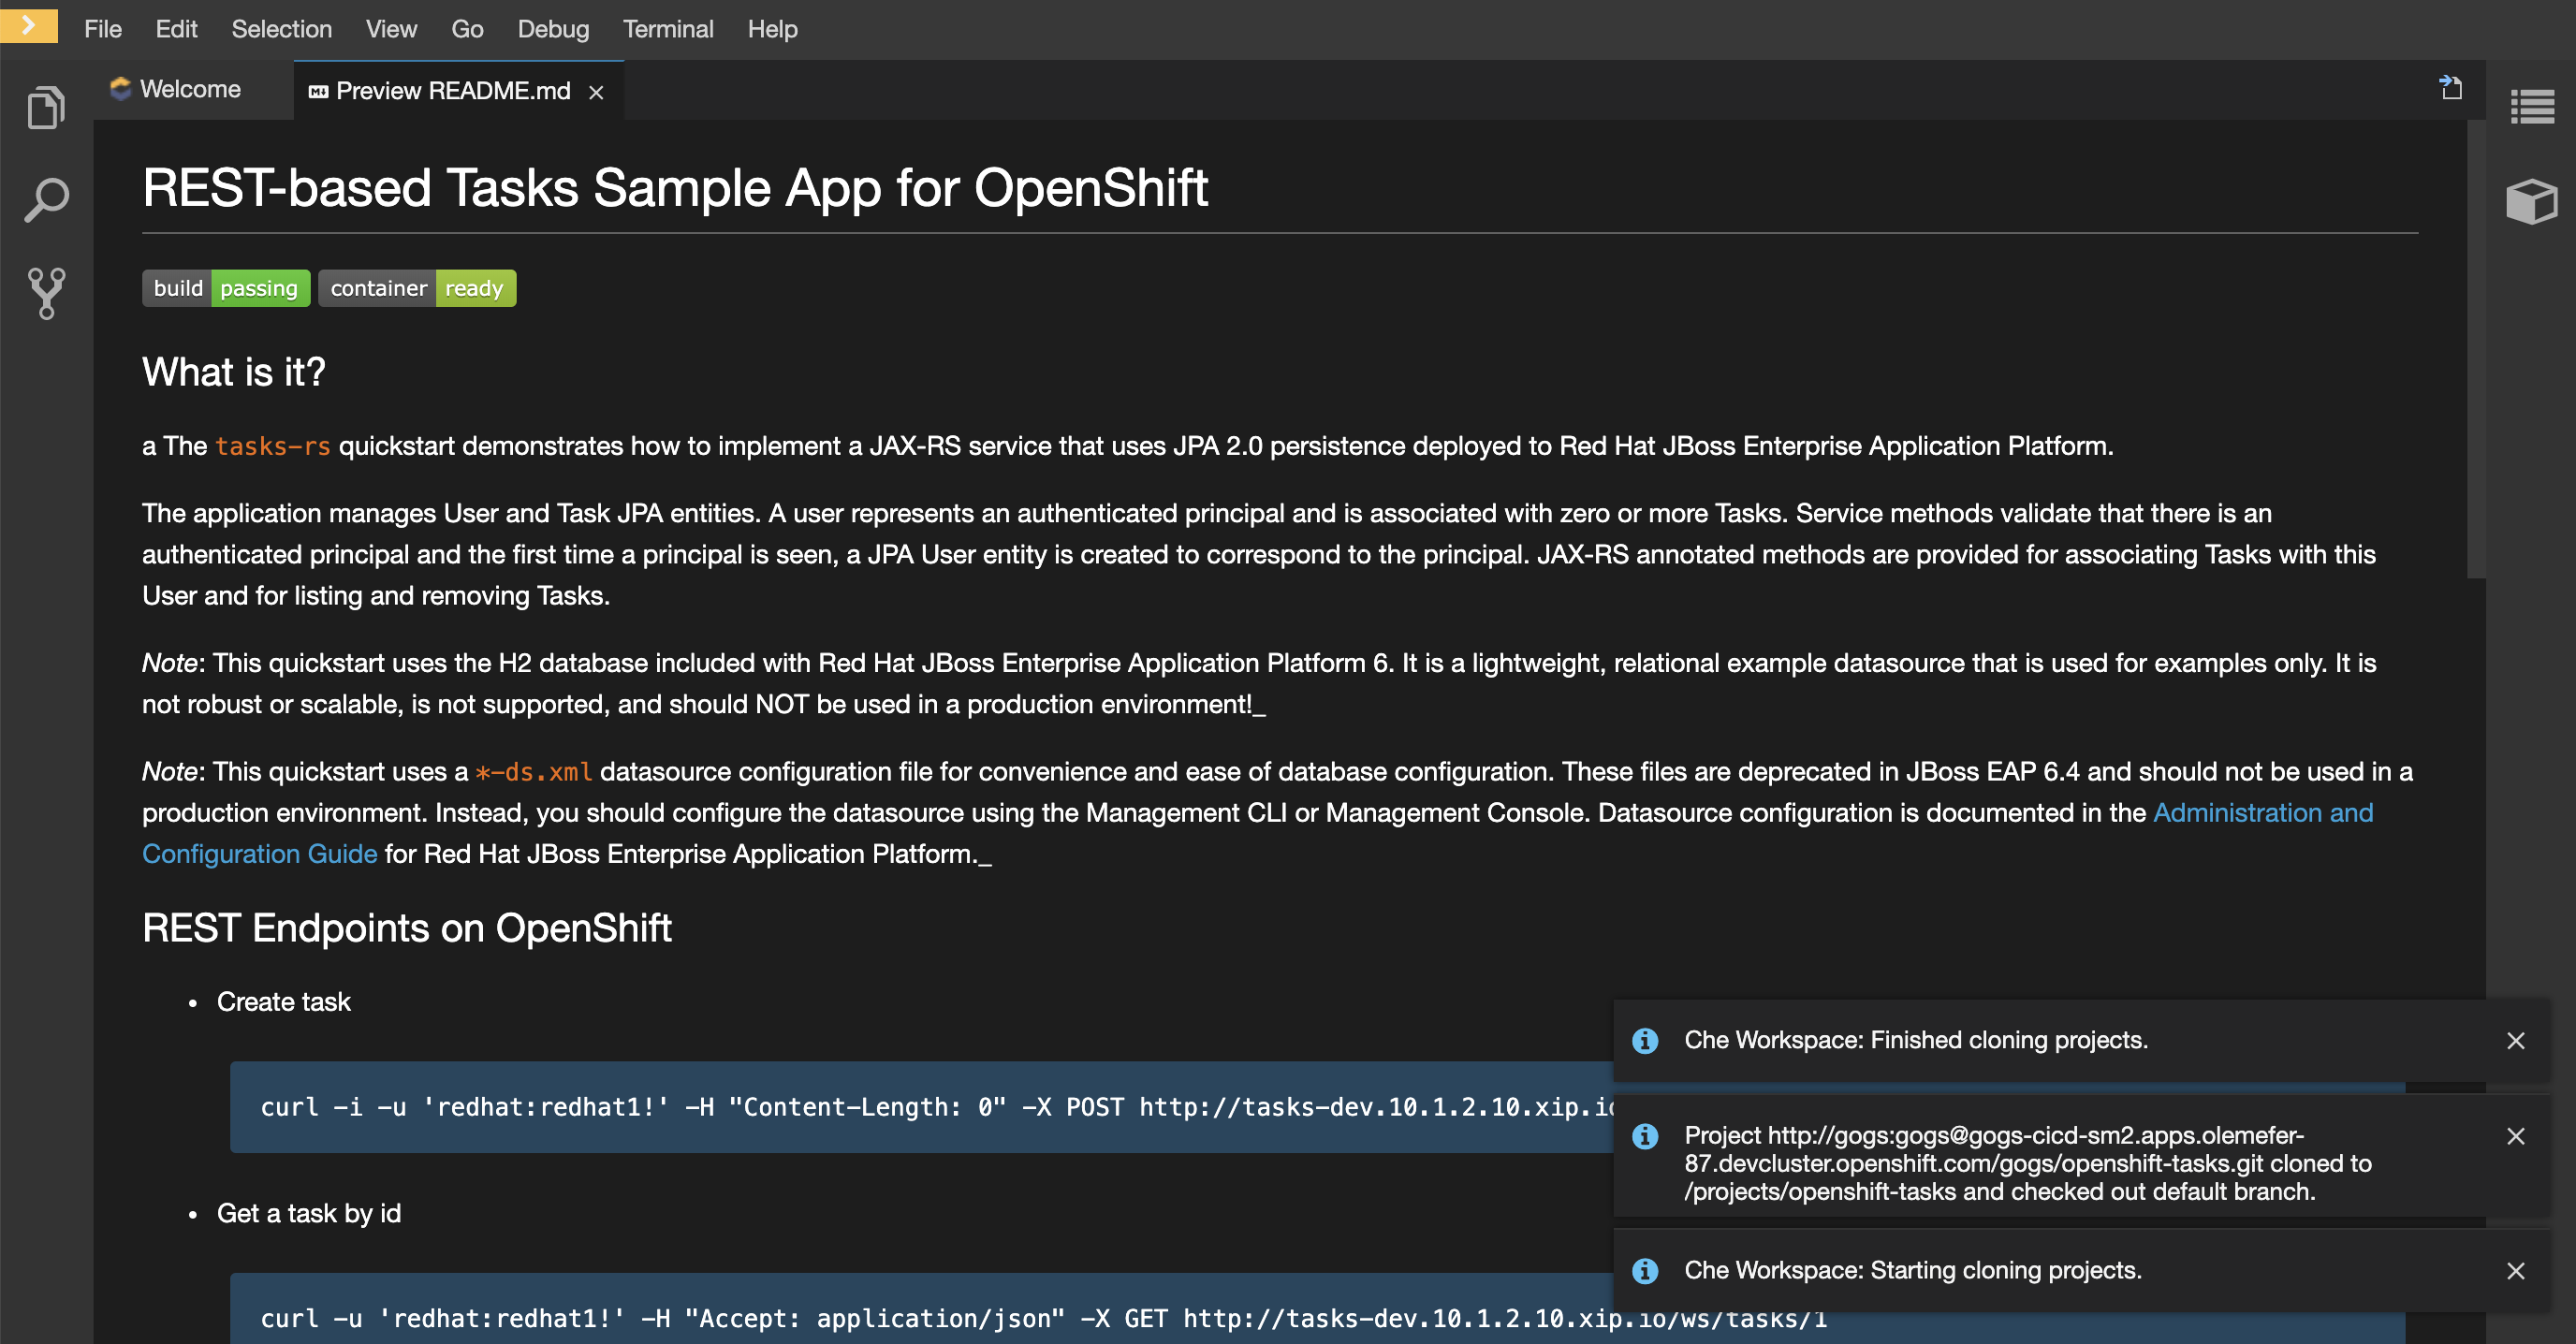 File Edit Selection View Go Debug Terminal Help
Welcome
Preview README.md
REST-based Tasks Sample App for OpenShift
build passing container ready
What is it?
a The tasks-rs quickstart demonstrates how to implement a JAX-RS service that uses JPA 2.0 persistence deployed to Red Hat JBoss Enterprise Application Platform.
The application manages User and Task JPA entities. A user represents an authenticated principal and is associated with zero or more Tasks. Service methods validate that there is an
authenticated principal and the first time a principal is seen, a JPA User entity is created to correspond to the principal. JAX-RS annotated methods are provided for associating Tasks with this
User and for listing and removing Tasks.
Note: This quickstart uses the H2 database included with Red Hat JBoss Enterprise Application Platform 6. It is a lightweight, relational example datasource that is used for examples only. It is
not robust or scalable, is not supported, and should NOT be used in a production environment!_
Note: This quickstart uses a *-ds.xml datasource configuration file for convenience and ease of database configuration. These files are deprecated in JBoss EAP 6.4 and should not be used in a
production environment. Instead, you should configure the datasource using the Management CLI or Management Console. Datasource configuration is documented in the Administration and
Configuration Guide for Red Hat JBoss Enterprise Application Platform._
REST Endpoints on OpenShift
• Create task
curl -i -u 'redhat:redhat1!' -H "Content-Length: 0" -X POST http://tasks-dev.10.1.2.10.xip.io
• Get a task by id
curl -u 'redhat:redhat1!' -H "Accept: application/json" -X GET http://tasks-dev.10.1.2.10.xip.io/ws/tasks/1
Che Workspace: Finished cloning projects.
Project http://gogs:gogs@gogs-cicd-sm2.apps.olemefer-
87.devcluster.openshift.com/gogs/openshift-tasks.git cloned to
/projects/openshift-tasks and checked out default branch.
Che Workspace: Starting cloning projects.